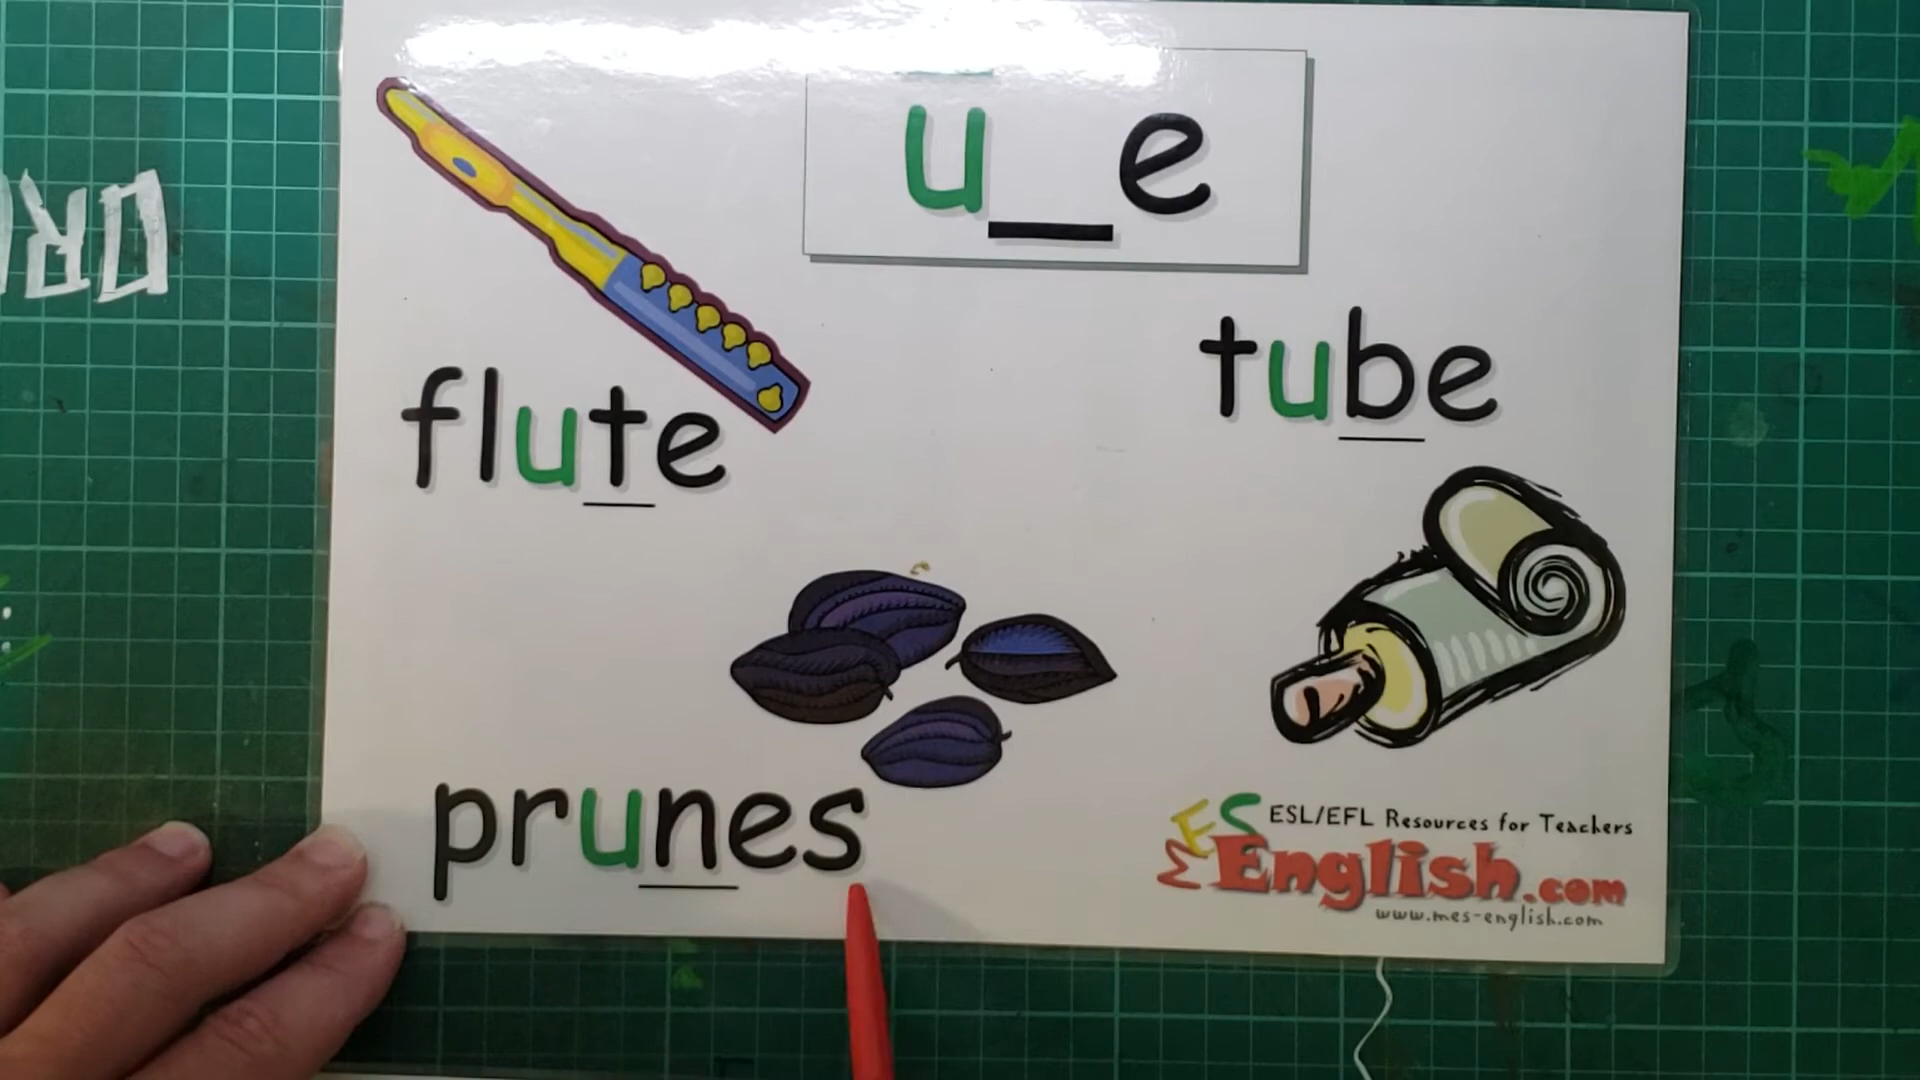 u_e
flute
tube
prunes
MES
ESL/EFL Resources for Teachers
English.com
www.mes-english.com